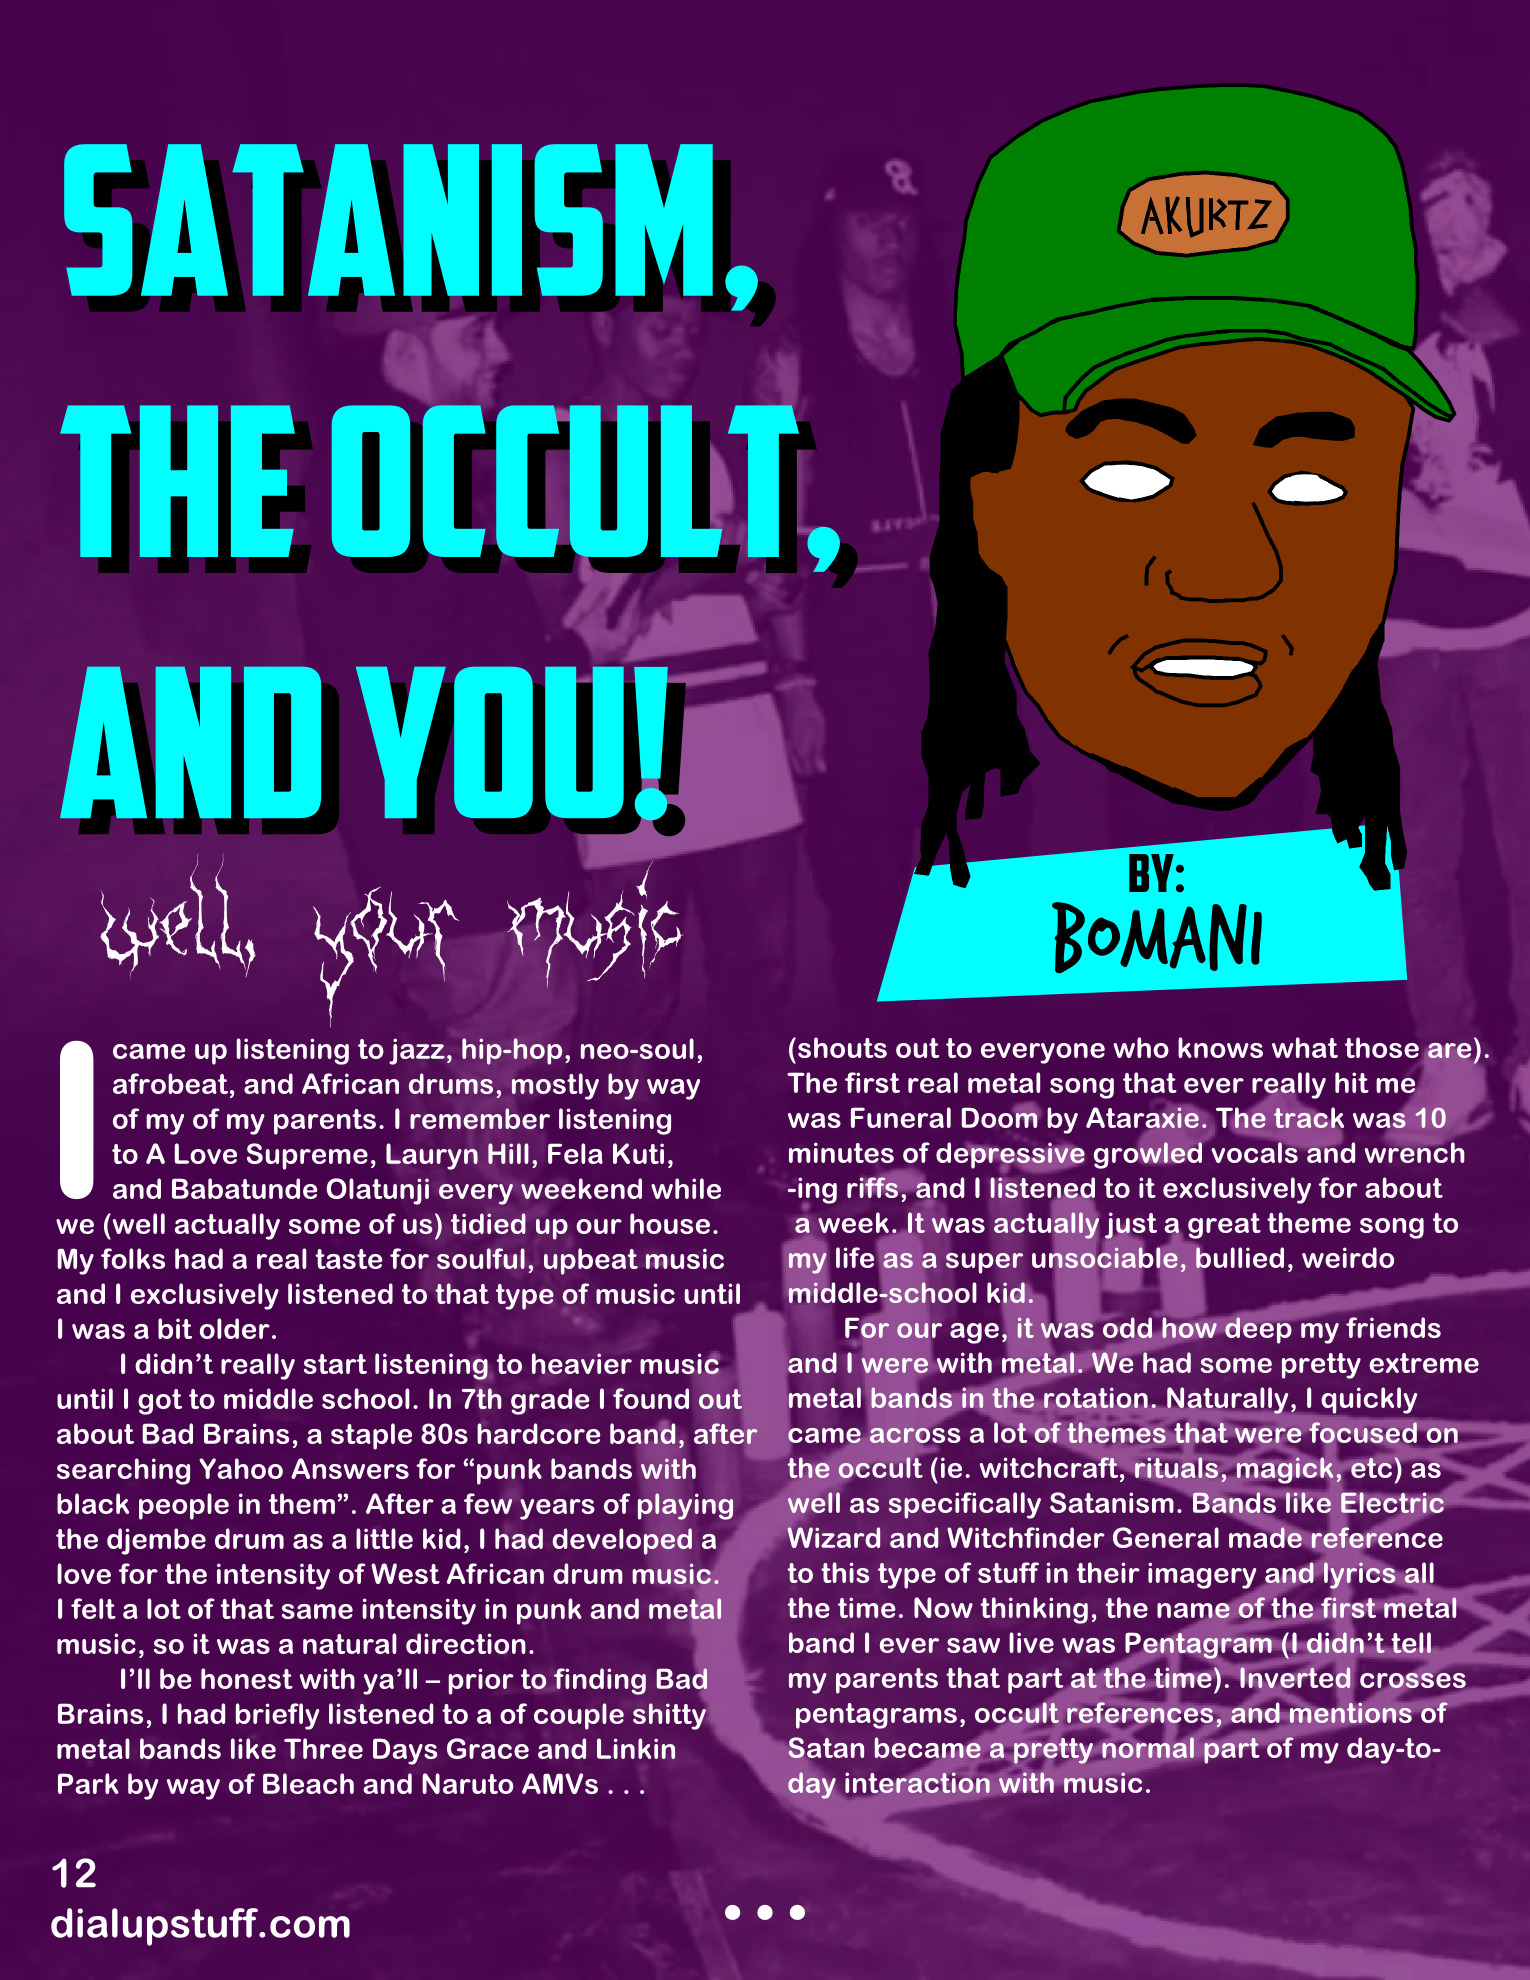 SATANISM,
THE OCCULT,
AND YOU!
well, your music
AKURTZ
BY:
BOMANI
I came up listening to jazz, hip-hop, neo-soul,
afrobeat, and African drums, mostly by way
of my of my parents. I remember listening
to A Love Supreme, Lauryn Hill, Fela Kuti,
and Babatunde Olatunji every weekend while
we (well actually some of us) tidied up our house.
My folks had a real taste for soulful, upbeat music
and I exclusively listened to that type of music until
I was a bit older.
I didn’t really start listening to heavier music
until I got to middle school. In 7th grade I found out
about Bad Brains, a staple 80s hardcore band, after
searching Yahoo Answers for “punk bands with
black people in them”. After a few years of playing
the djembe drum as a little kid, I had developed a
love for the intensity of West African drum music.
I felt a lot of that same intensity in punk and metal
music, so it was a natural direction.
I’ll be honest with ya’ll – prior to finding Bad
Brains, I had briefly listened to a of couple shitty
metal bands like Three Days Grace and Linkin
Park by way of Bleach and Naruto AMVs . . .
(shouts out to everyone who knows what those are).
The first real metal song that ever really hit me
was Funeral Doom by Ataraxie. The track was 10
minutes of depressive growled vocals and wrench
-ing riffs, and I listened to it exclusively for about
a week. It was actually just a great theme song to
my life as a super unsociable, bullied, weirdo
middle-school kid.
For our age, it was odd how deep my friends
and I were with metal. We had some pretty extreme
metal bands in the rotation. Naturally, I quickly
came across a lot of themes that were focused on
the occult (ie. witchcraft, rituals, magick, etc) as
well as specifically Satanism. Bands like Electric
Wizard and Witchfinder General made reference
to this type of stuff in their imagery and lyrics all
the time. Now thinking, the name of the first metal
band I ever saw live was Pentagram (I didn’t tell
my parents that part at the time). Inverted crosses
pentagrams, occult references, and mentions of
Satan became a pretty normal part of my day-to-
day interaction with music.
12
dialupstuff.com
• • •